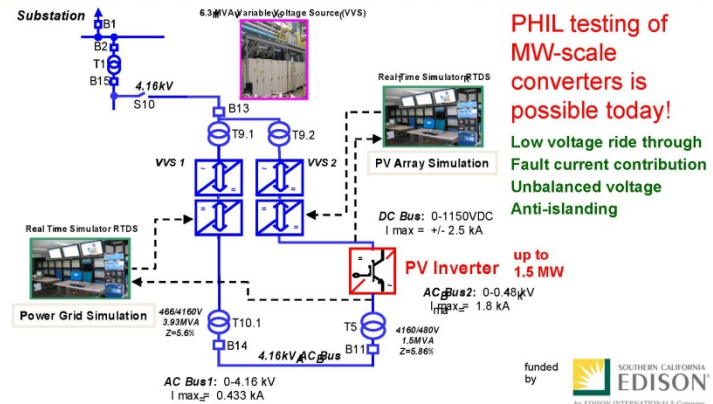 Substation
B1
B2
T1
B15
4.16kV
S10
6.3 MVA Variable Voltage Source (VVS)
B13
T9.1
T9.2
VVS 1
VVS 2
~
=
~
=
=
~
=
~
Real Time Simulator RTDS
PV Array Simulation
PHIL testing of
MW-scale
converters is
possible today!
Low voltage ride through
Fault current contribution
Unbalanced voltage
Anti-islanding
DC Bus: 0-1150VDC
I max = +/- 2.5 kA
Real Time Simulator RTDS
Power Grid Simulation
PV Inverter
up to
1.5 MW
AC Bus2: 0-0.48 kV
I max = 1.8 kA
466/4160V
3.93MVA
Z=5.6%
T10.1
B14
T5
B11
4160/480V
1.5MVA
Z=5.86%
4.16kV AC Bus
AC Bus1: 0-4.16 kV
I max = 0.433 kA
funded
by
SOUTHERN CALIFORNIA
EDISON®
An EDISON INTERNATIONAL® Company